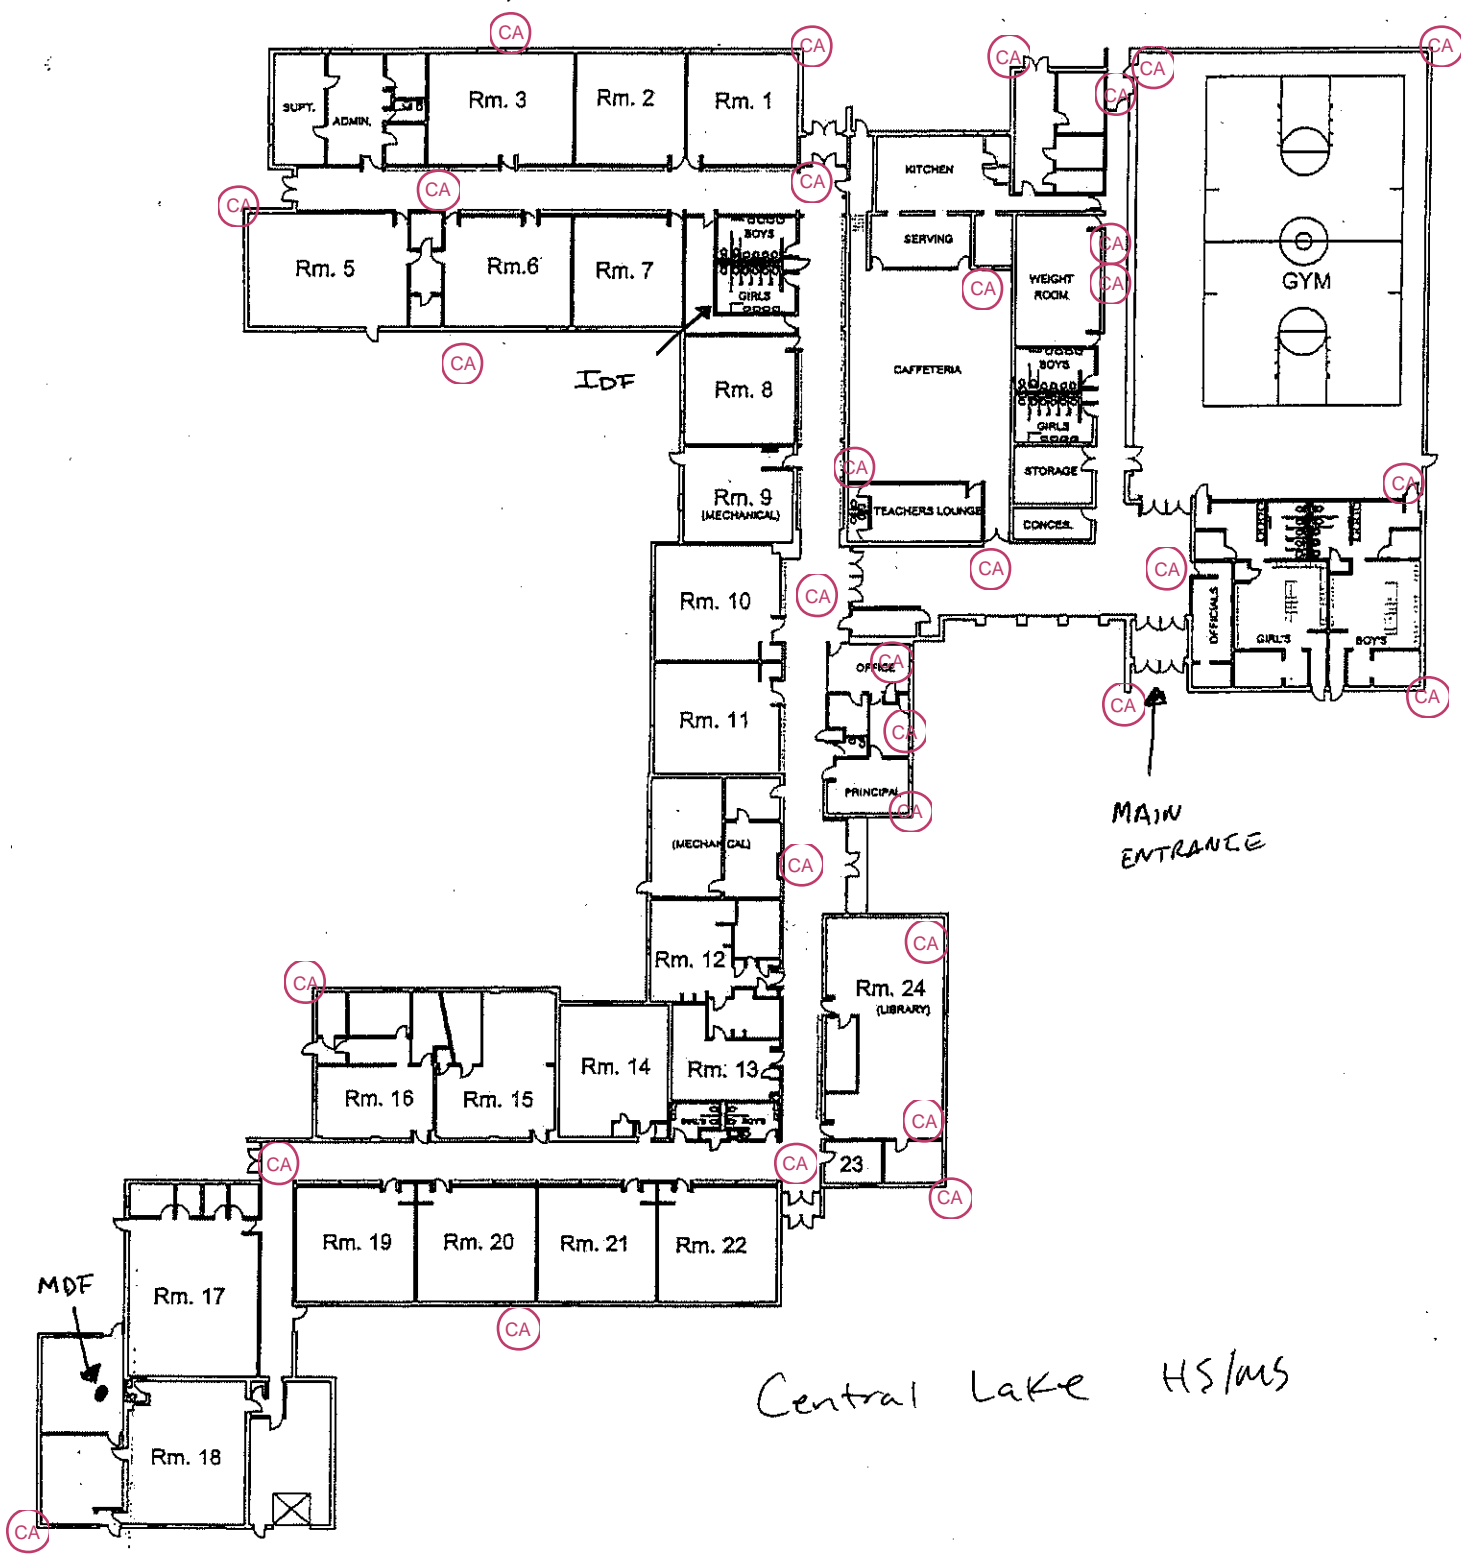 CA
CA
CA
CA
CA
CA
SUPT.
ADMIN.
Rm. 3
Rm. 2
Rm. 1
CA
KITCHEN
CA
CA
CA
BOYS
SERVING
CA
Rm. 5
Rm.6
Rm. 7
GIRLS
CA
WEIGHT
ROOM.
CA
GYM
CA
IDF
Rm. 8
CAFFETERIA
BOYS
GIRLS
CA
STORAGE
CA
Rm. 9
(MECHANICAL)
TEACHERS LOUNGE
CONCES.
CA
CA
CA
Rm. 10
OFFICIALS
GIRL'S
BOY'S
OFFICE
CA
CA
CA
Rm. 11
CA
PRINCIPAL
CA
MAIN
ENTRANCE
(MECHANICAL)
CA
CA
Rm. 12
CA
Rm. 24
(LIBRARY)
Rm. 14
Rm. 13
Rm. 16
Rm. 15
GIRL'S
BOYS
CA
CA
CA
23
CA
Rm. 19
Rm. 20
Rm. 21
Rm. 22
MDF
Rm. 17
CA
Central Lake HS/MS
Rm. 18
CA